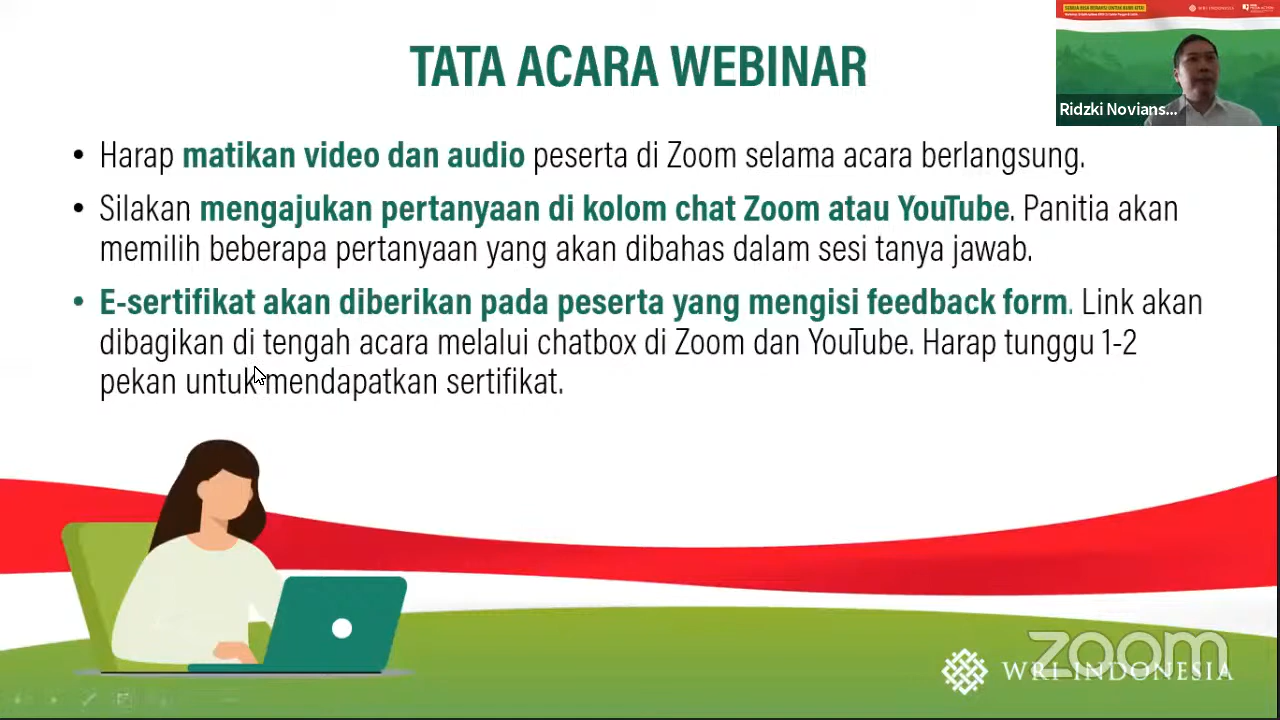 TATA ACARA WEBINAR
• Harap matikan video dan audio peserta di Zoom selama acara berlangsung.
• Silakan mengajukan pertanyaan di kolom chat Zoom atau YouTube. Panitia akan
memilih beberapa pertanyaan yang akan dibahas dalam sesi tanya jawab.
• E-sertifikat akan diberikan pada peserta yang mengisi feedback form. Link akan
dibagikan di tengah acara melalui chatbox di Zoom dan YouTube. Harap tunggu 1-2
pekan untuk mendapatkan sertifikat.
WRI INDONESIA
Ridzki Novians...
zoom
WRI INDONESIA